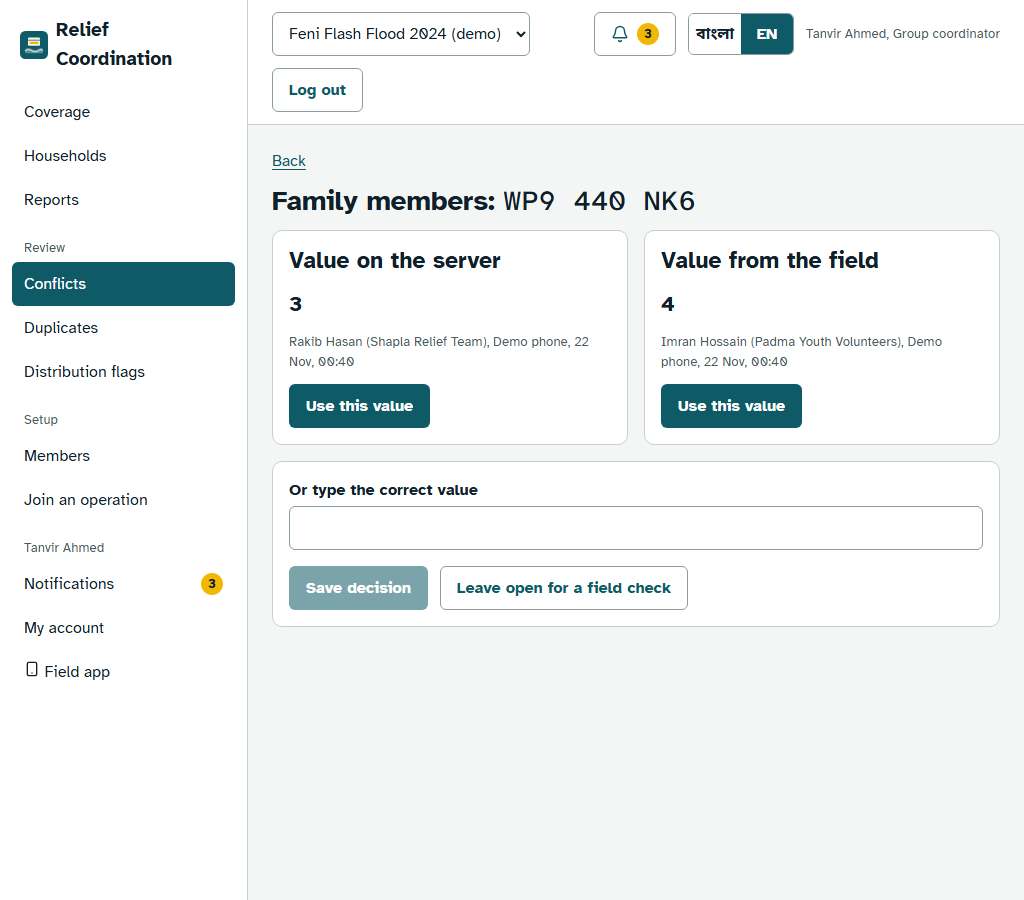 Relief
Coordination
Feni Flash Flood 2024 (demo)
3
বাংলা
EN
Tanvir Ahmed, Group coordinator
Log out
Coverage
Households
Reports
Review
Conflicts
Duplicates
Distribution flags
Setup
Members
Join an operation
Tanvir Ahmed
Notifications
3
My account
Field app
Back
Family members: WP9 440 NK6
Value on the server
3
Rakib Hasan (Shapla Relief Team), Demo phone, 22
Nov, 00:40
Use this value
Value from the field
4
Imran Hossain (Padma Youth Volunteers), Demo
phone, 22 Nov, 00:40
Use this value
Or type the correct value
Save decision
Leave open for a field check